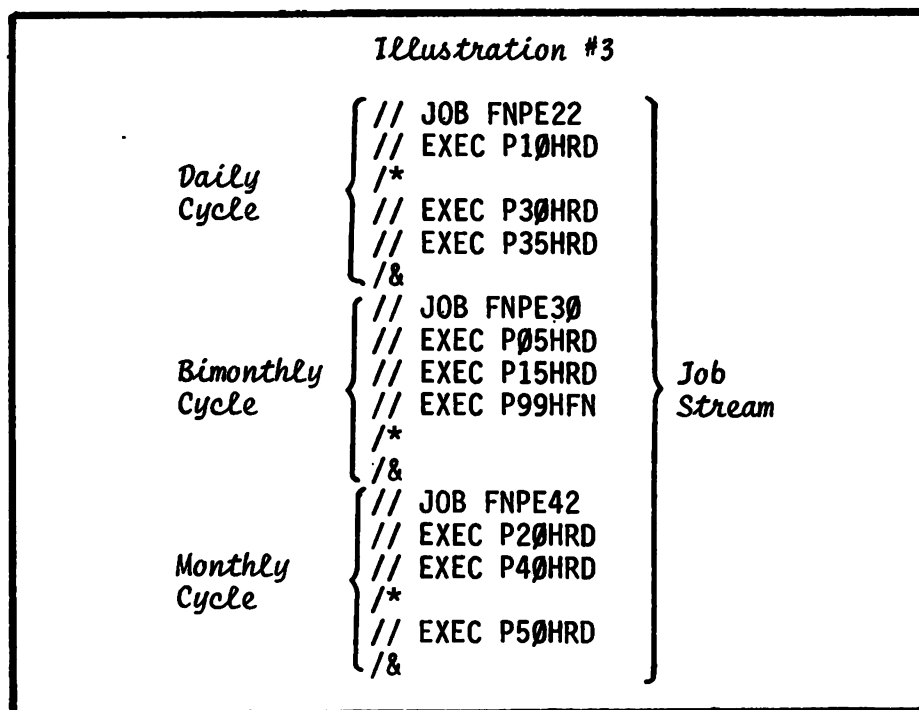 Illustration #3
// JOB FNPE22
// EXEC P1ØHRD
Daily
Cycle
/*
// EXEC P3ØHRD
// EXEC P35HRD
/&
// JOB FNPE3Ø
// EXEC PØ5HRD
Bimonthly
Cycle
// EXEC P15HRD
// EXEC P99HFN
/*
/&
Job
Stream
// JOB FNPE42
// EXEC P2ØHRD
Monthly
Cycle
// EXEC P4ØHRD
/*
// EXEC P5ØHRD
/&